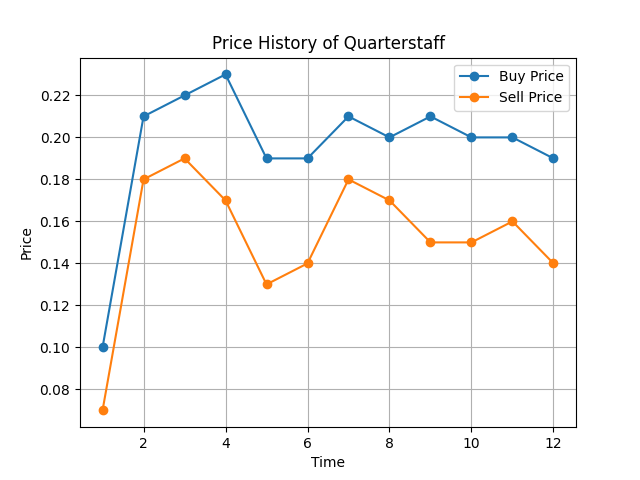 Price History of Quarterstaff
Buy Price
Sell Price
Price
0.22
0.20
0.18
0.16
0.14
0.12
0.10
0.08
2 4 6 8 10 12
Time